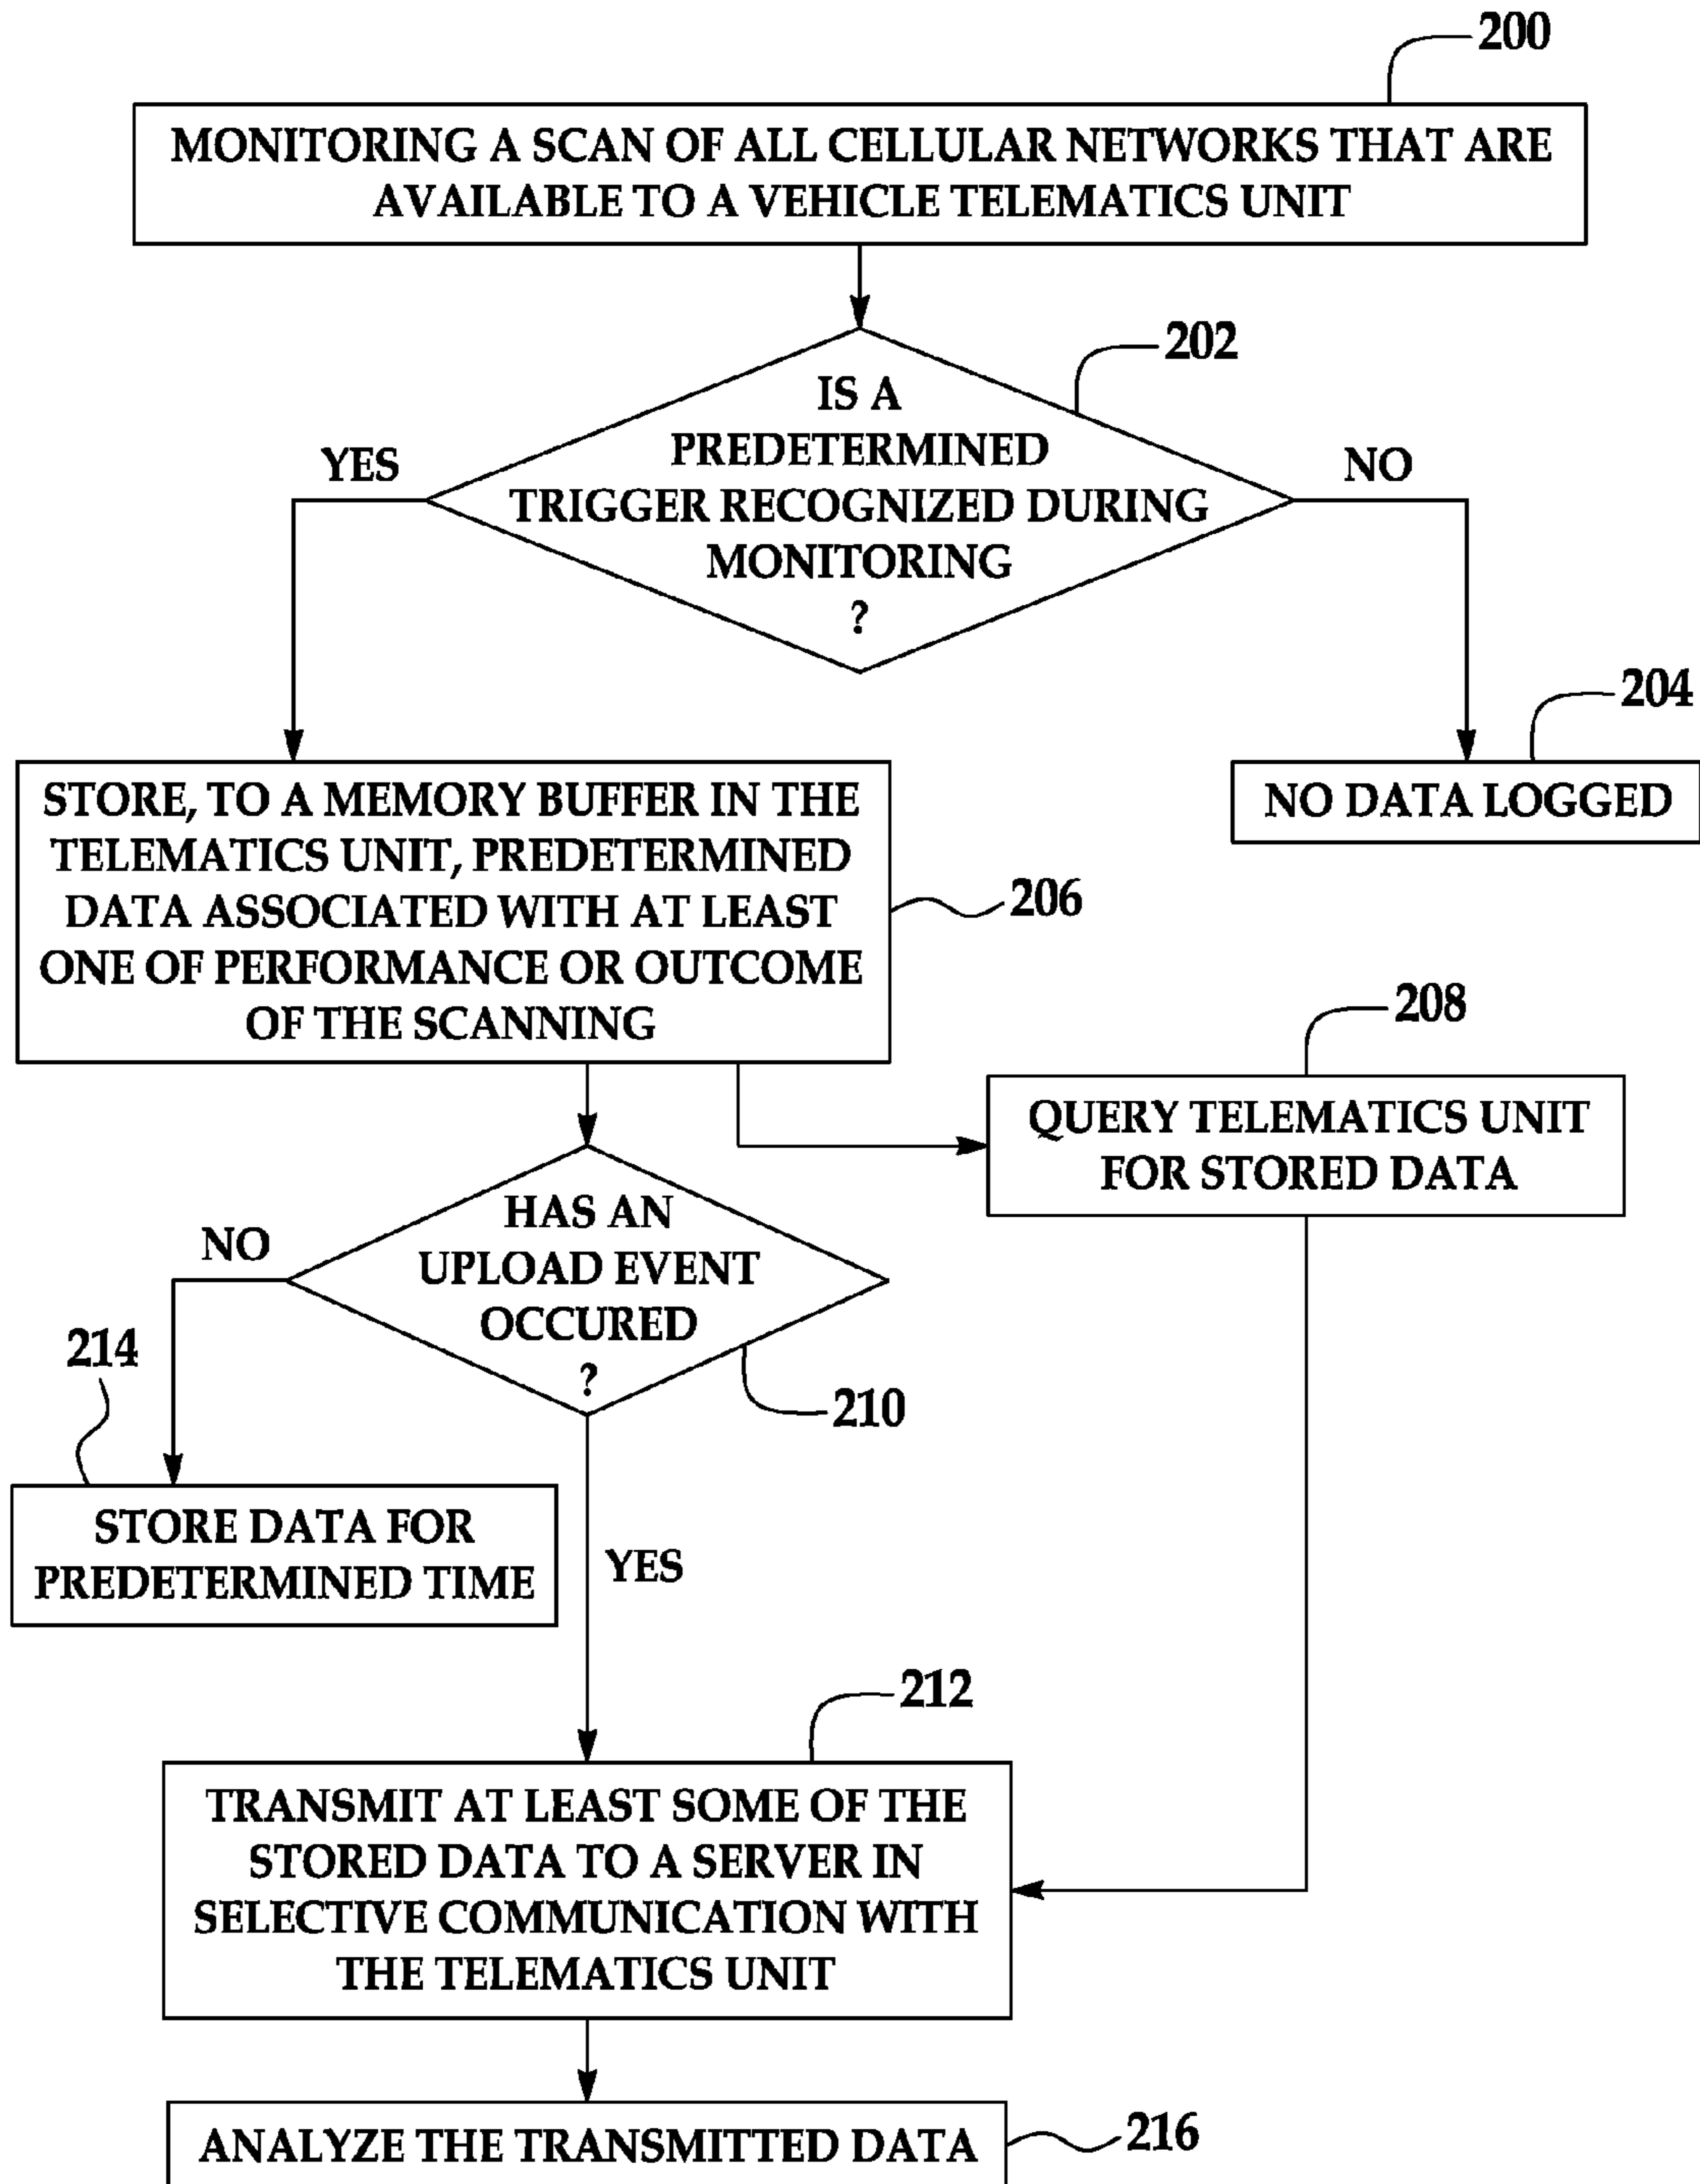 200
MONITORING A SCAN OF ALL CELLULAR NETWORKS THAT ARE
AVAILABLE TO A VEHICLE TELEMATICS UNIT
202
IS A
PREDETERMINED
TRIGGER RECOGNIZED DURING
MONITORING
?
YES
NO
204
NO DATA LOGGED
STORE, TO A MEMORY BUFFER IN THE
TELEMATICS UNIT, PREDETERMINED
DATA ASSOCIATED WITH AT LEAST
ONE OF PERFORMANCE OR OUTCOME
OF THE SCANNING
206
208
QUERY TELEMATICS UNIT
FOR STORED DATA
HAS AN
UPLOAD EVENT
OCCURED
?
NO
210
214
STORE DATA FOR
PREDETERMINED TIME
YES
212
TRANSMIT AT LEAST SOME OF THE
STORED DATA TO A SERVER IN
SELECTIVE COMMUNICATION WITH
THE TELEMATICS UNIT
ANALYZE THE TRANSMITTED DATA
216